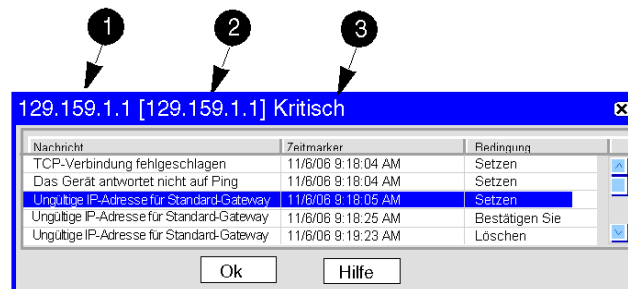 1 2 3
129.159.1.1 [129.159.1.1] Kritisch
Nachricht Zeitmarker Bedingung
TCP-Verbindung fehlgeschlagen 11/6/06 9:18:04 AM Setzen
Das Gerät antwortet nicht auf Ping 11/6/06 9:18:04 AM Setzen
Ungültige IP-Adresse für Standard-Gateway 11/6/06 9:18:05 AM Setzen
Ungültige IP-Adresse für Standard-Gateway 11/6/06 9:18:25 AM Bestätigen Sie
Ungültige IP-Adresse für Standard-Gateway 11/6/06 9:19:23 AM Löschen
Ok Hilfe